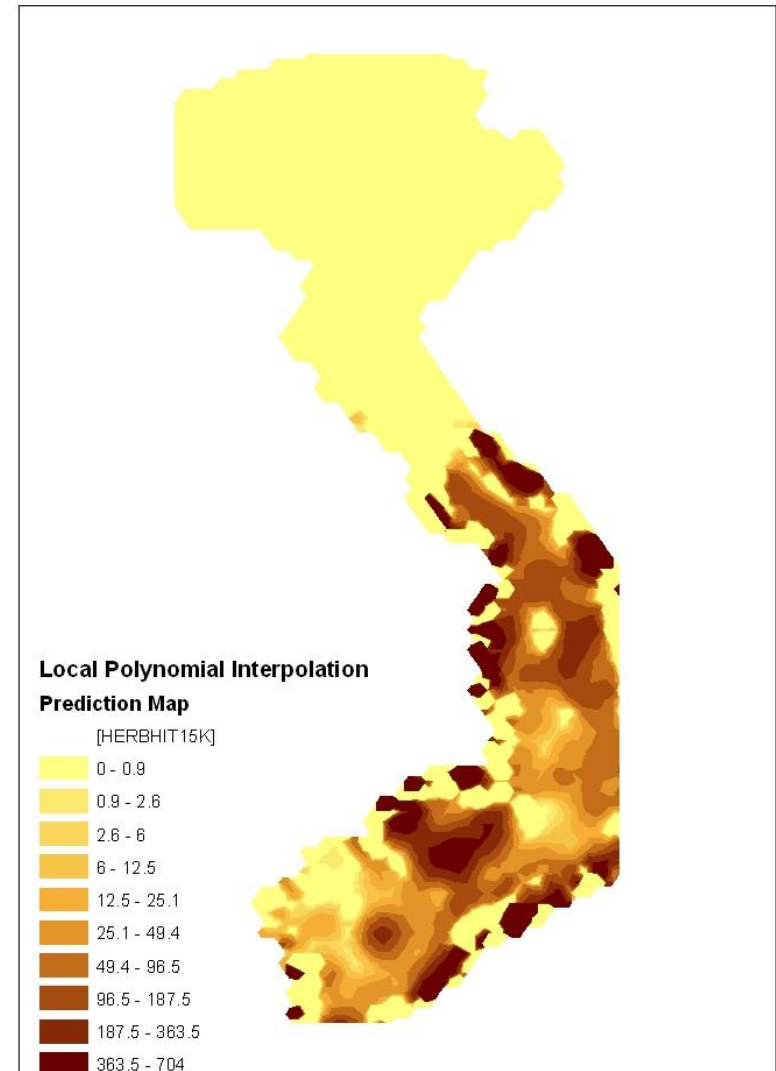 Local Polynomial Interpolation
Prediction Map
[HERBHIT15K]
0 - 0.9
0.9 - 2.6
2.6 - 6
6 - 12.5
12.5 - 25.1
25.1 - 49.4
49.4 - 96.5
96.5 - 187.5
187.5 - 363.5
363.5 - 704